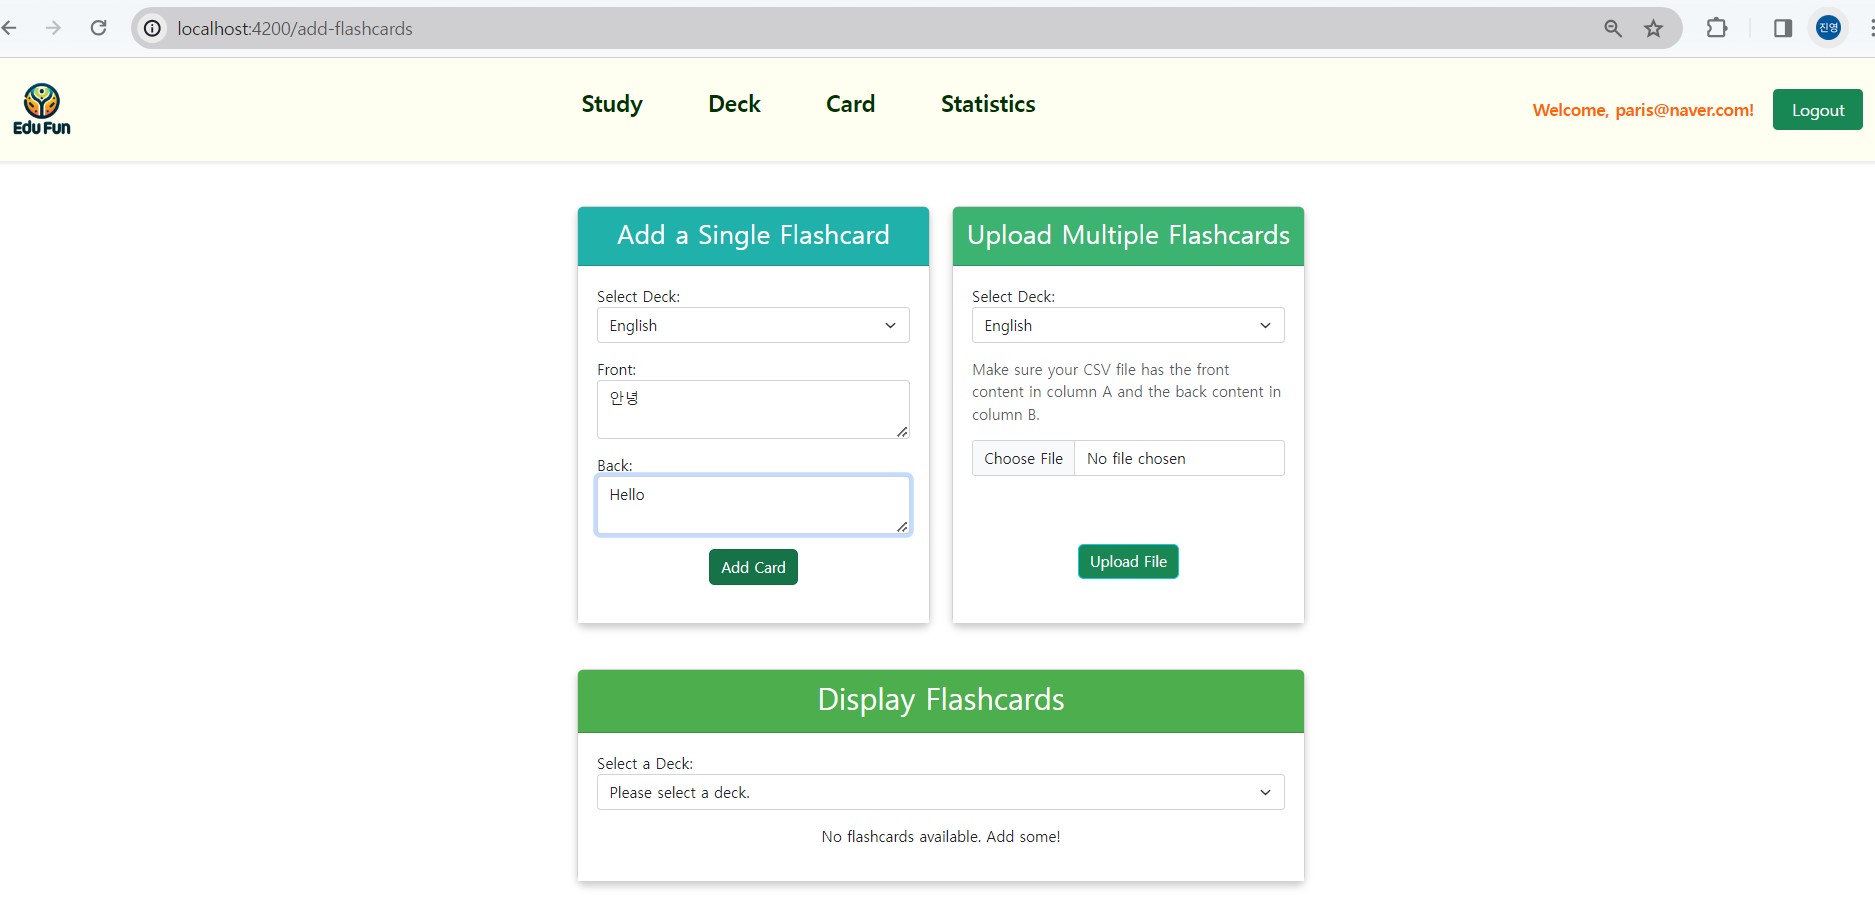 localhost:4200/add-flashcards
진영
Edu Fun
Study
Deck
Card
Statistics
Welcome, paris@naver.com!
Logout
Add a Single Flashcard
Select Deck:
English
Front:
안녕
Back:
Hello
Add Card
Upload Multiple Flashcards
Select Deck:
English
Make sure your CSV file has the front
content in column A and the back content in
column B.
Choose File
No file chosen
Upload File
Display Flashcards
Select a Deck:
Please select a deck.
No flashcards available. Add some!